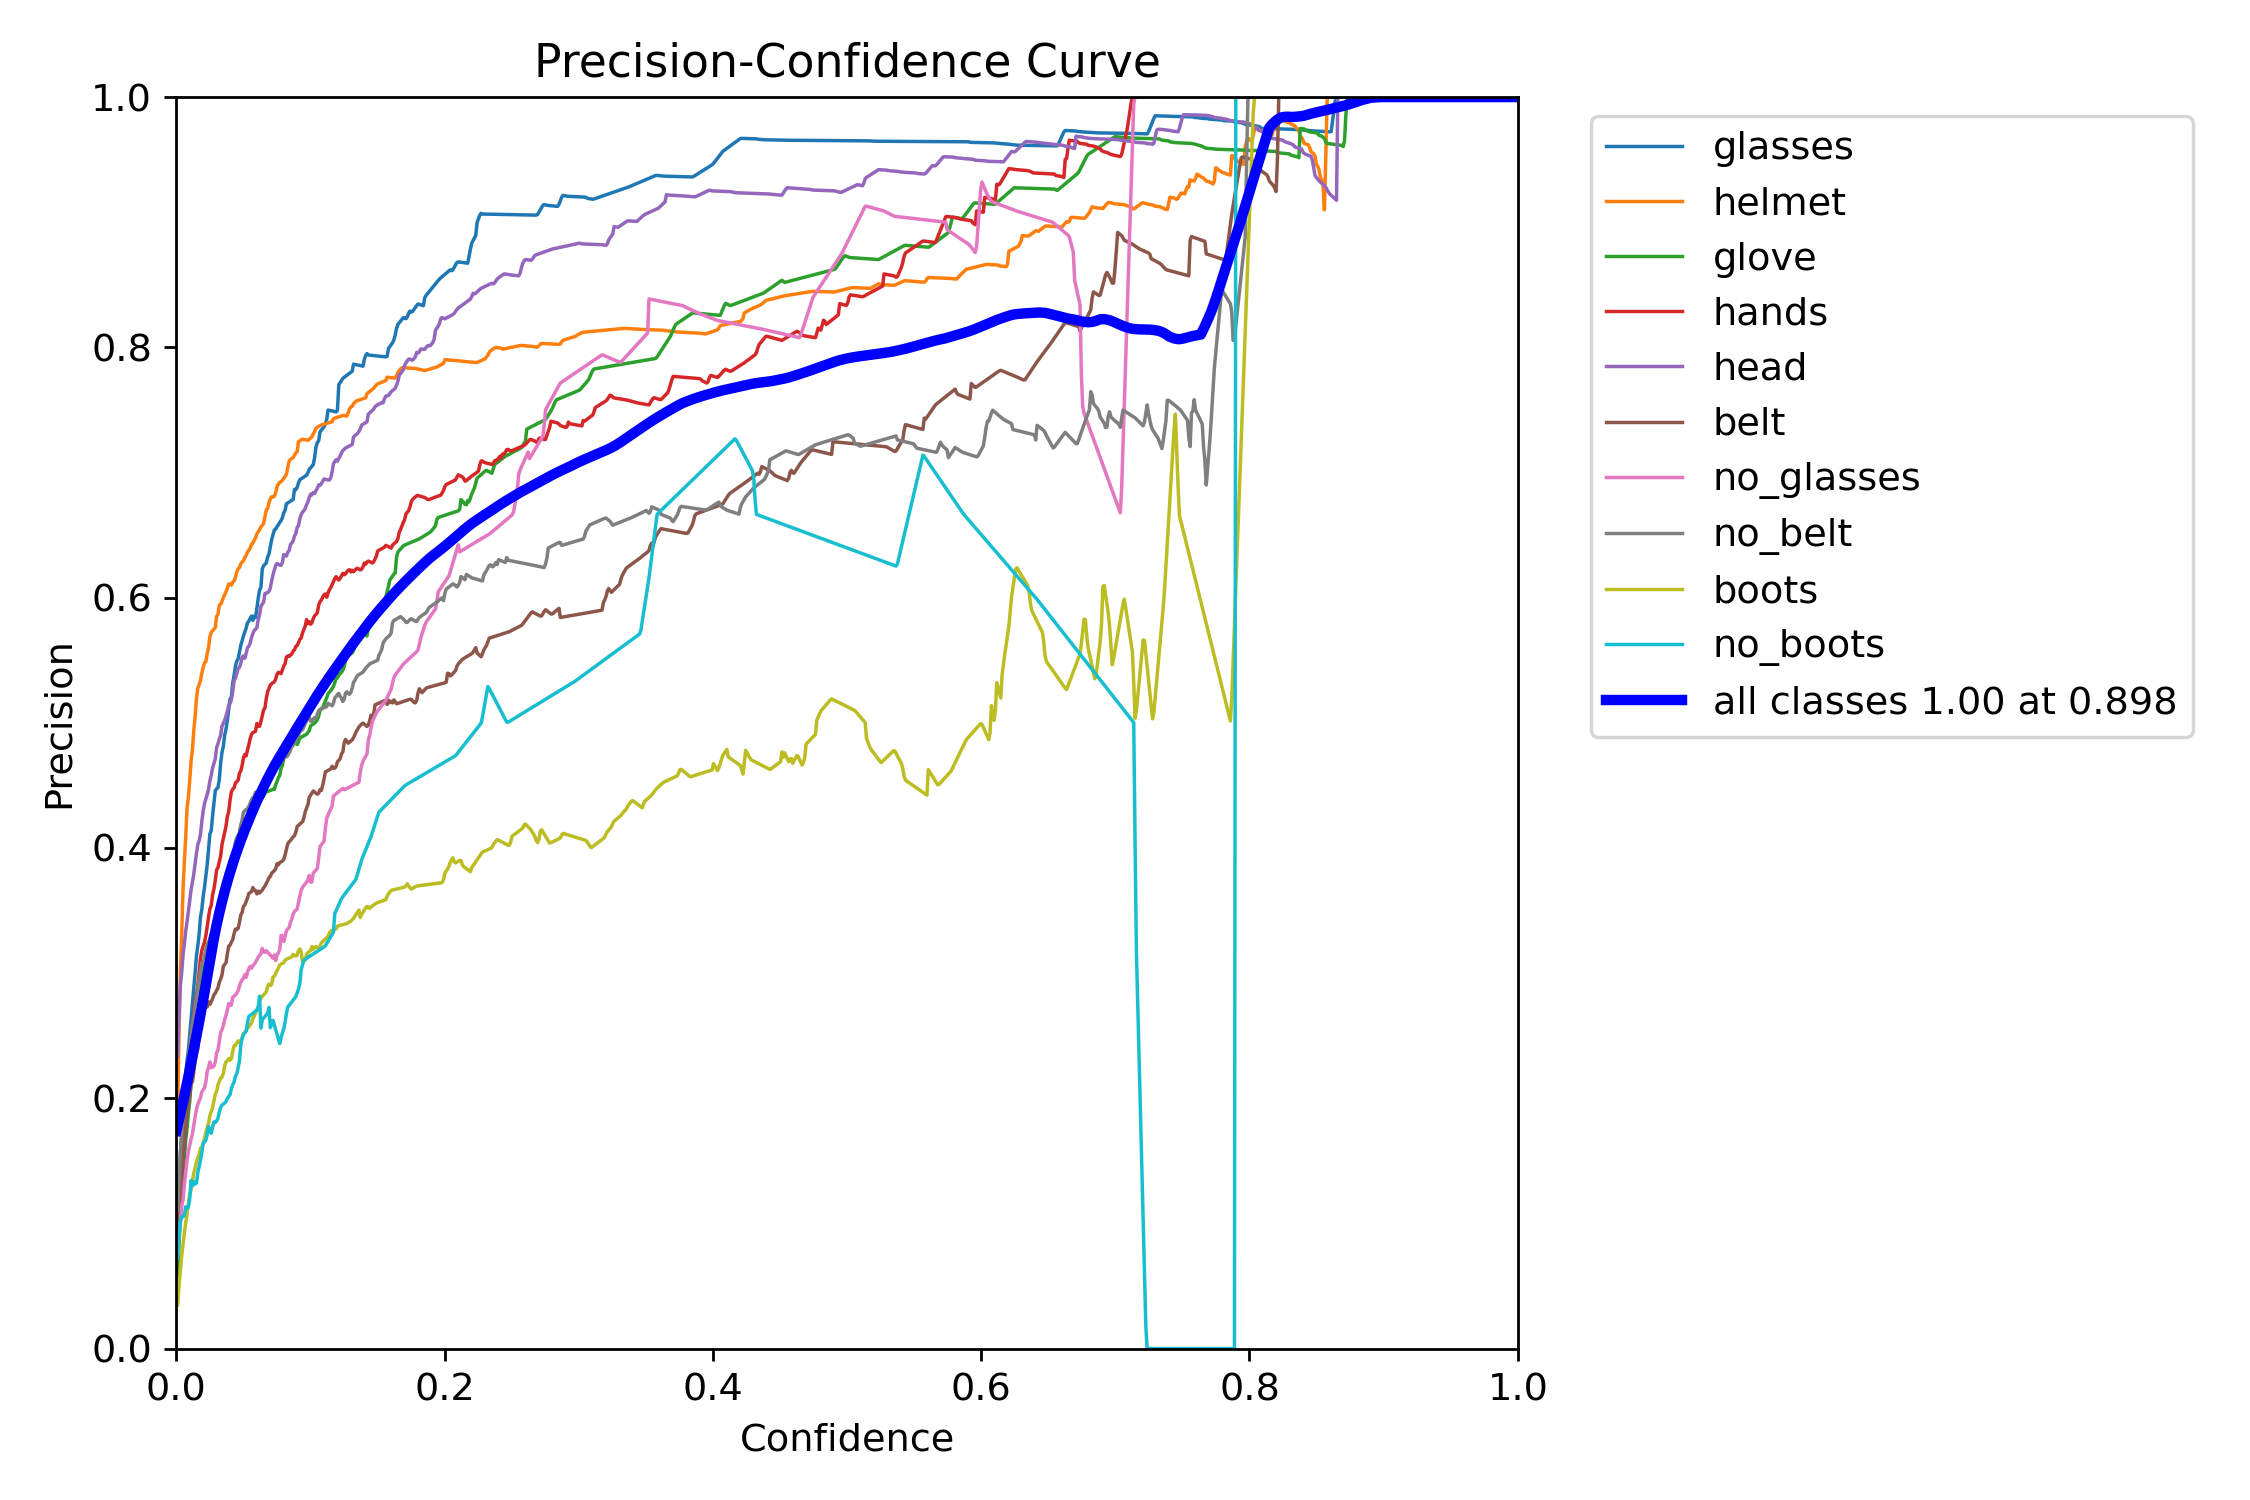 Precision-Confidence Curve
1.0
0.8
0.6
0.4
0.2
0.0
Precision
0.0 0.2 0.4 0.6 0.8 1.0
Confidence
glasses
helmet
glove
hands
head
belt
no_glasses
no_belt
boots
no_boots
all classes 1.00 at 0.898